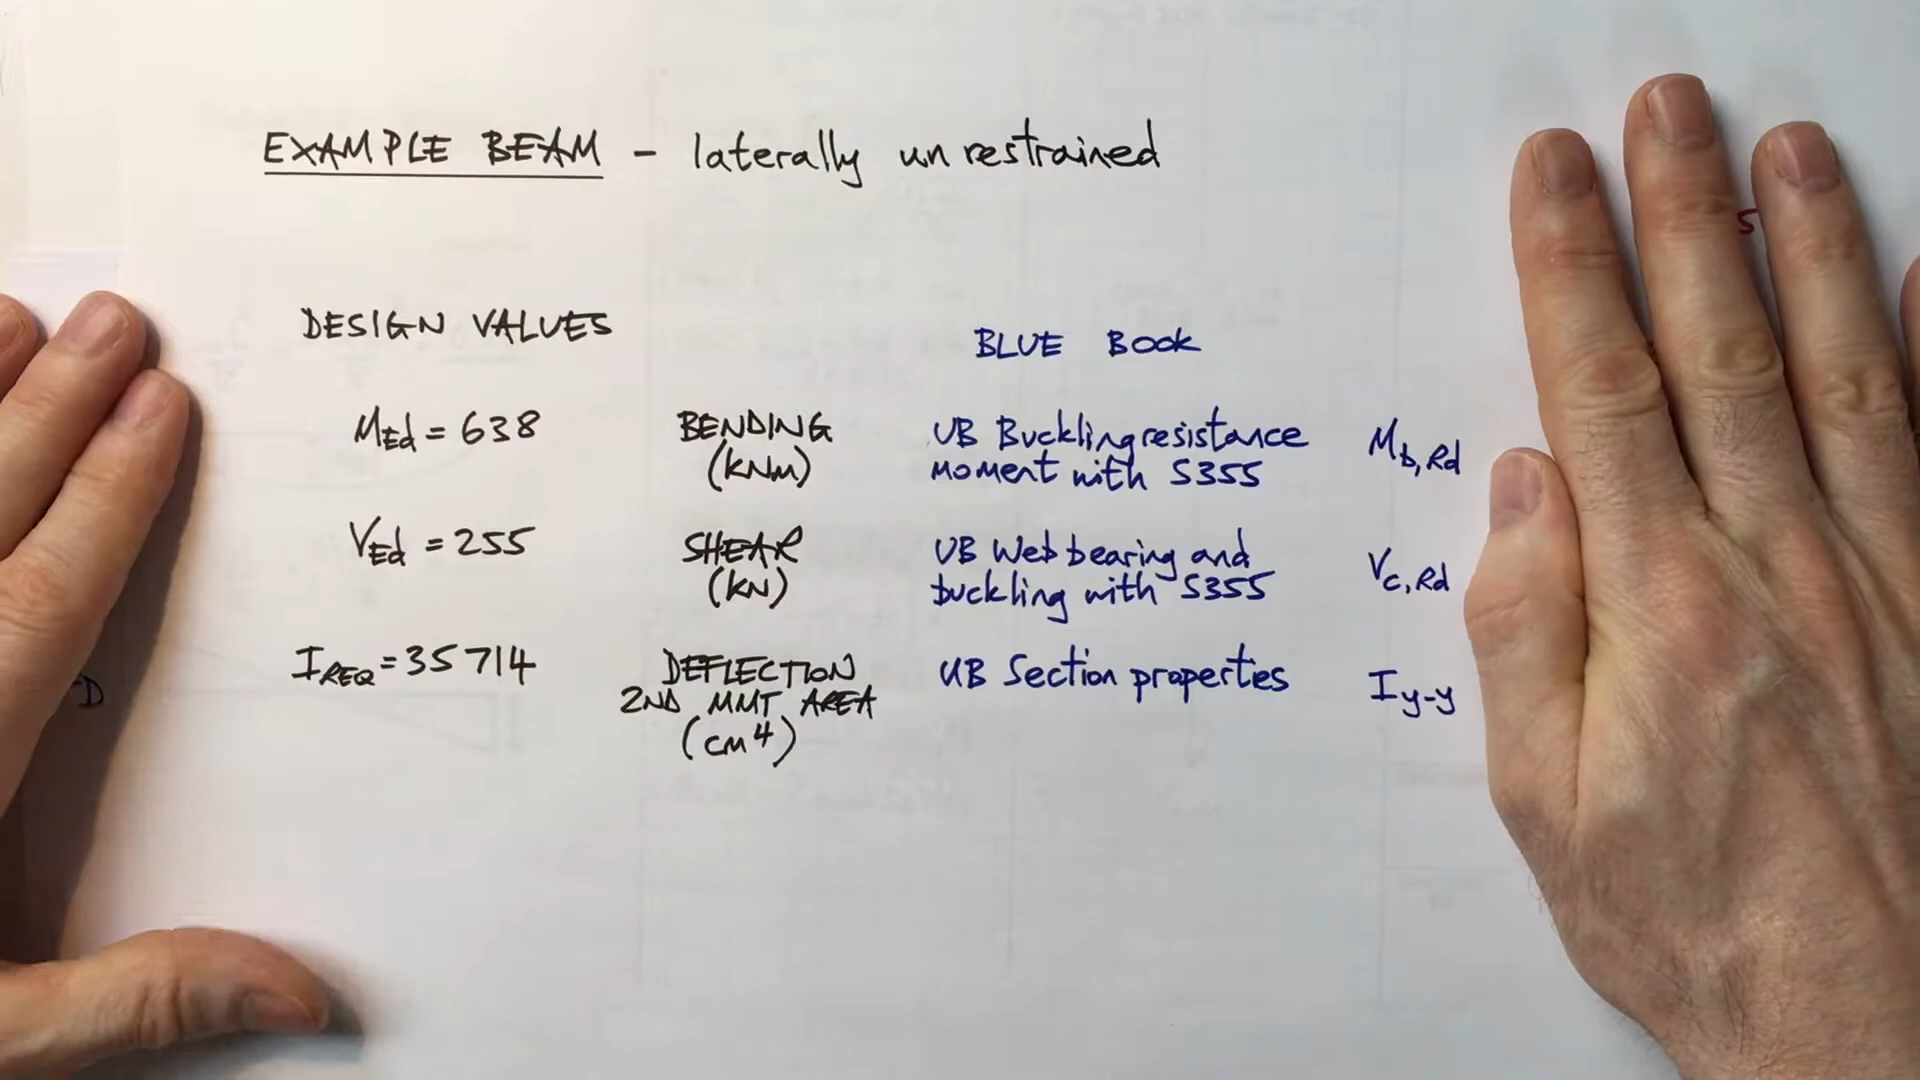 EXAMPLE BEAM - laterally unrestrained
DESIGN VALUES
BLUE BOOK
MEd = 638
BENDING
(kNm)
UB Buckling resistance
moment with S355
Mb,Rd
VEd = 255
SHEAR
(kN)
UB Web bearing and
buckling with S355
Vc,Rd
IREQ = 35714
DEFLECTION
2ND MMT AREA
(cm4)
UB Section properties
Iy-y